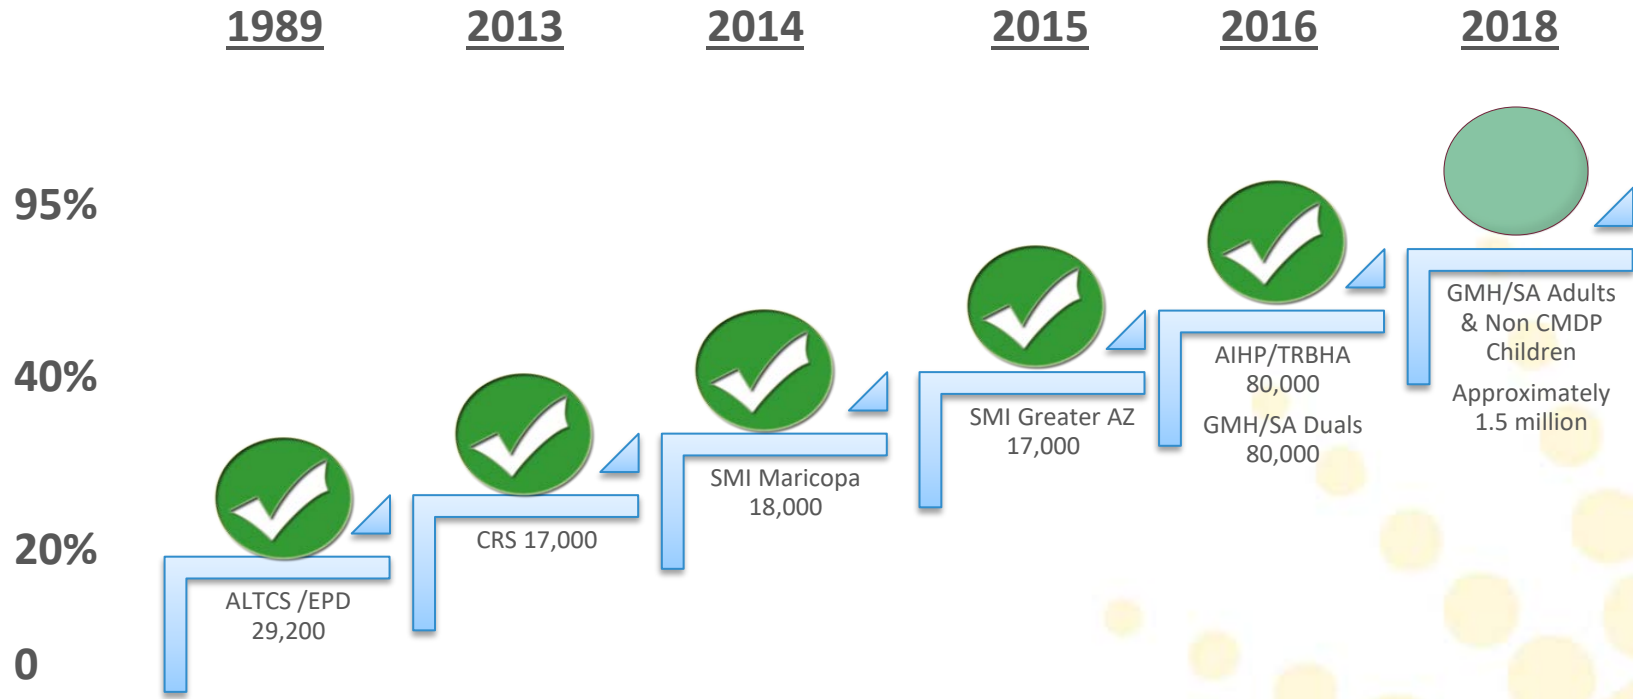 1989
2013
2014
2015
2016
2018
95%
40%
20%
0
ALTCS /EPD
29,200
CRS 17,000
SMI Maricopa
18,000
SMI Greater AZ
17,000
AIHP/TRBHA
80,000
GMH/SA Duals
80,000
GMH/SA Adults
& Non CMDP
Children
Approximately
1.5 million